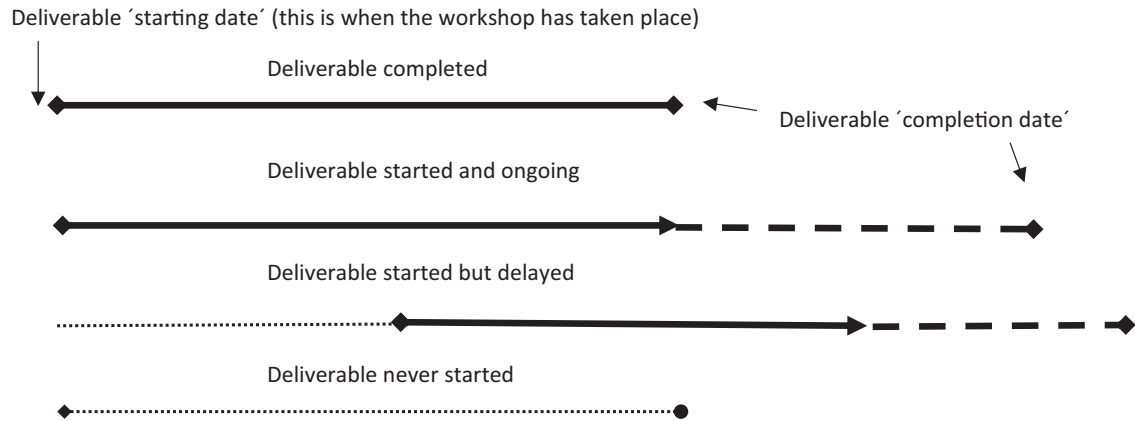 Deliverable ´starting date´ (this is when the workshop has taken place)
Deliverable completed
Deliverable ´completion date´
Deliverable started and ongoing
Deliverable started but delayed
Deliverable never started